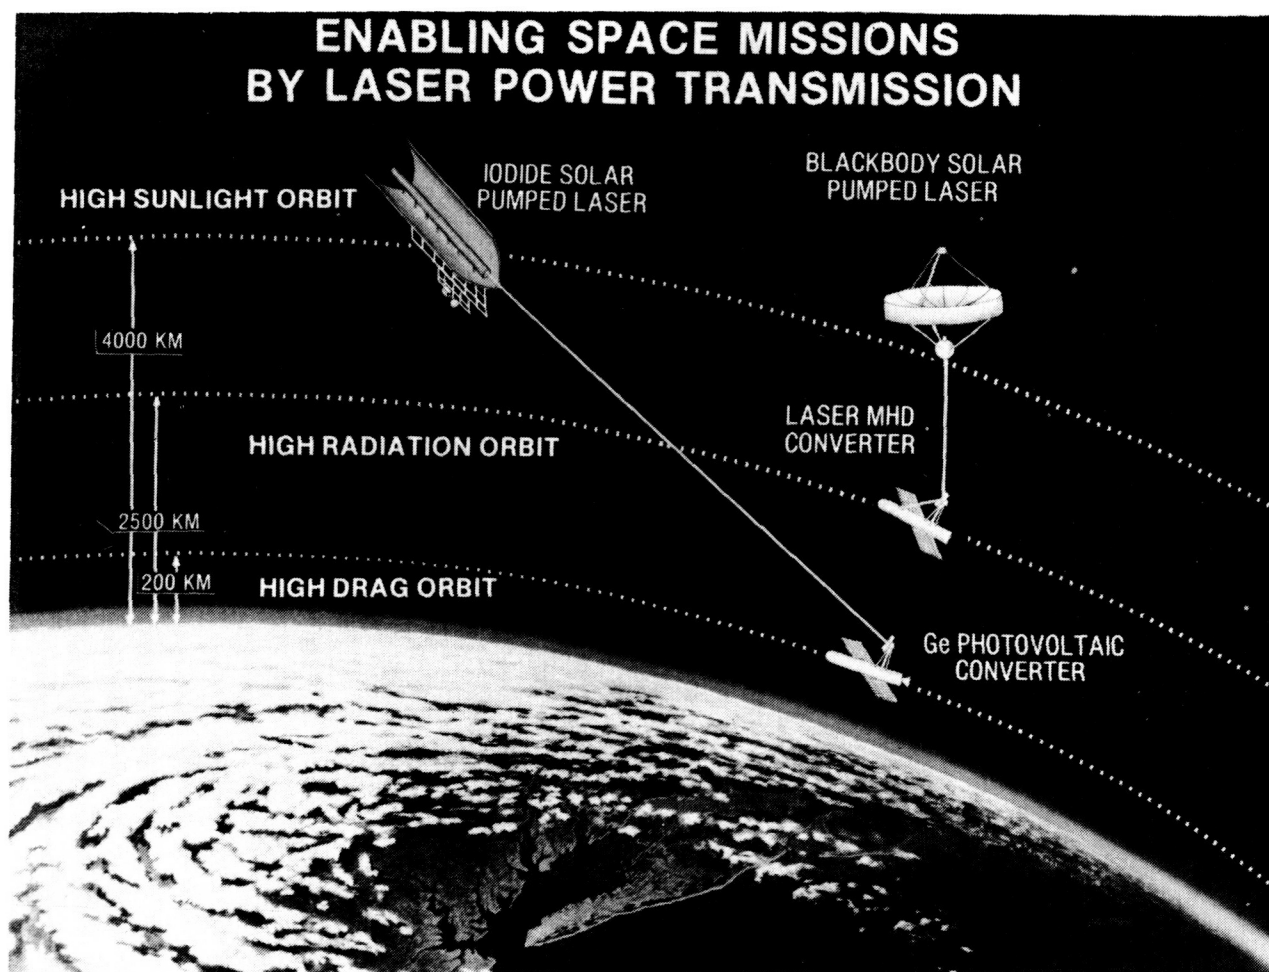 ENABLING SPACE MISSIONS
BY LASER POWER TRANSMISSION
IODIDE SOLAR
PUMPED LASER
BLACKBODY SOLAR
PUMPED LASER
HIGH SUNLIGHT ORBIT
4000 KM
LASER MHD
CONVERTER
HIGH RADIATION ORBIT
2500 KM
200 KM
HIGH DRAG ORBIT
Ge PHOTOVOLTAIC
CONVERTER